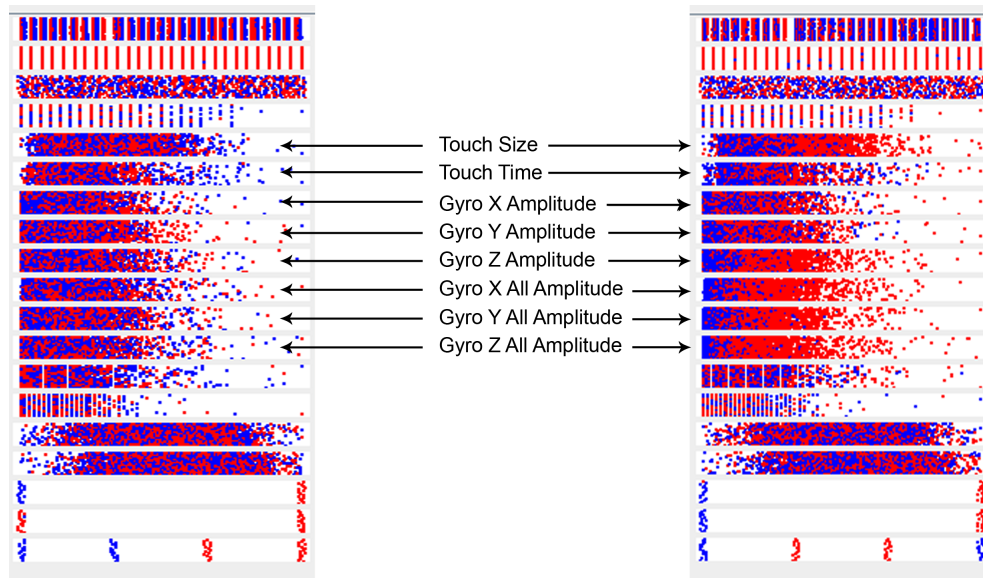 Touch Size
Touch Time
Gyro X Amplitude
Gyro Y Amplitude
Gyro Z Amplitude
Gyro X All Amplitude
Gyro Y All Amplitude
Gyro Z All Amplitude